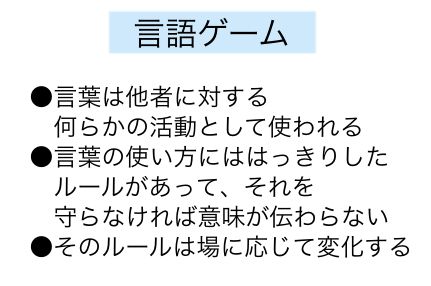 言語ゲーム
●言葉は他者に対する
何らかの活動として使われる
●言葉の使い方にははっきりした
ルールがあって、それを
守らなければ意味が伝わらない
●そのルールは場に応じて変化する